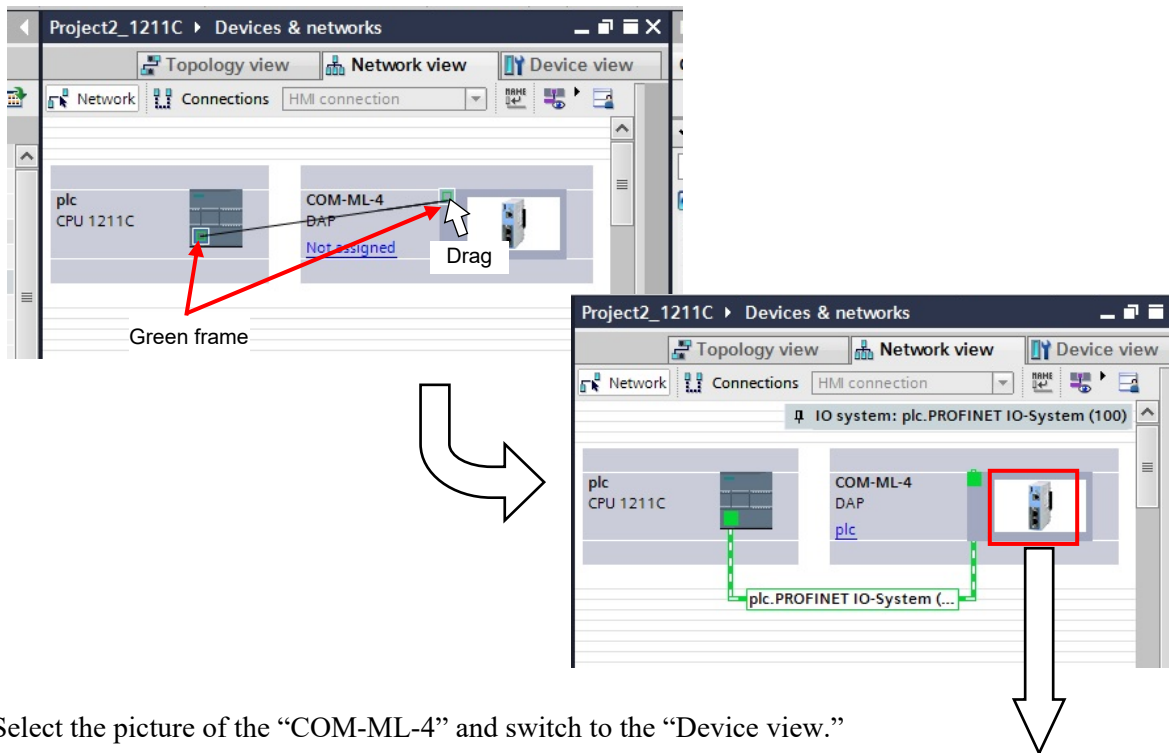 Project2_1211C ▸ Devices & networks
Topology view Network view Device view
Network Connections HMI connection
plc
CPU 1211C
COM-ML-4
DAP
Not assigned
Drag
Green frame
Project2_1211C ▸ Devices & networks
Topology view Network view Device view
Network Connections HMI connection
IO system: plc.PROFINET IO-System (100)
plc
CPU 1211C
COM-ML-4
DAP
plc
plc.PROFINET IO-System (...
Select the picture of the “COM-ML-4” and switch to the “Device view.”